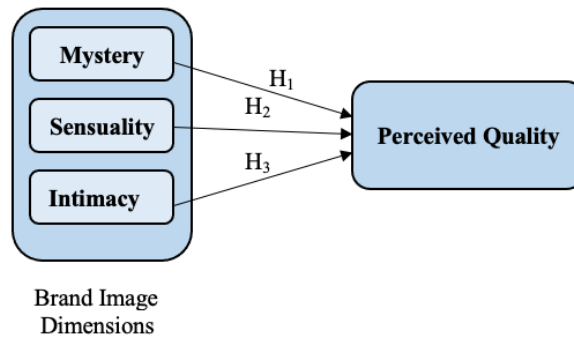 Mystery
H₁
H₂
Sensuality
Perceived Quality
H₃
Intimacy
Brand Image
Dimensions